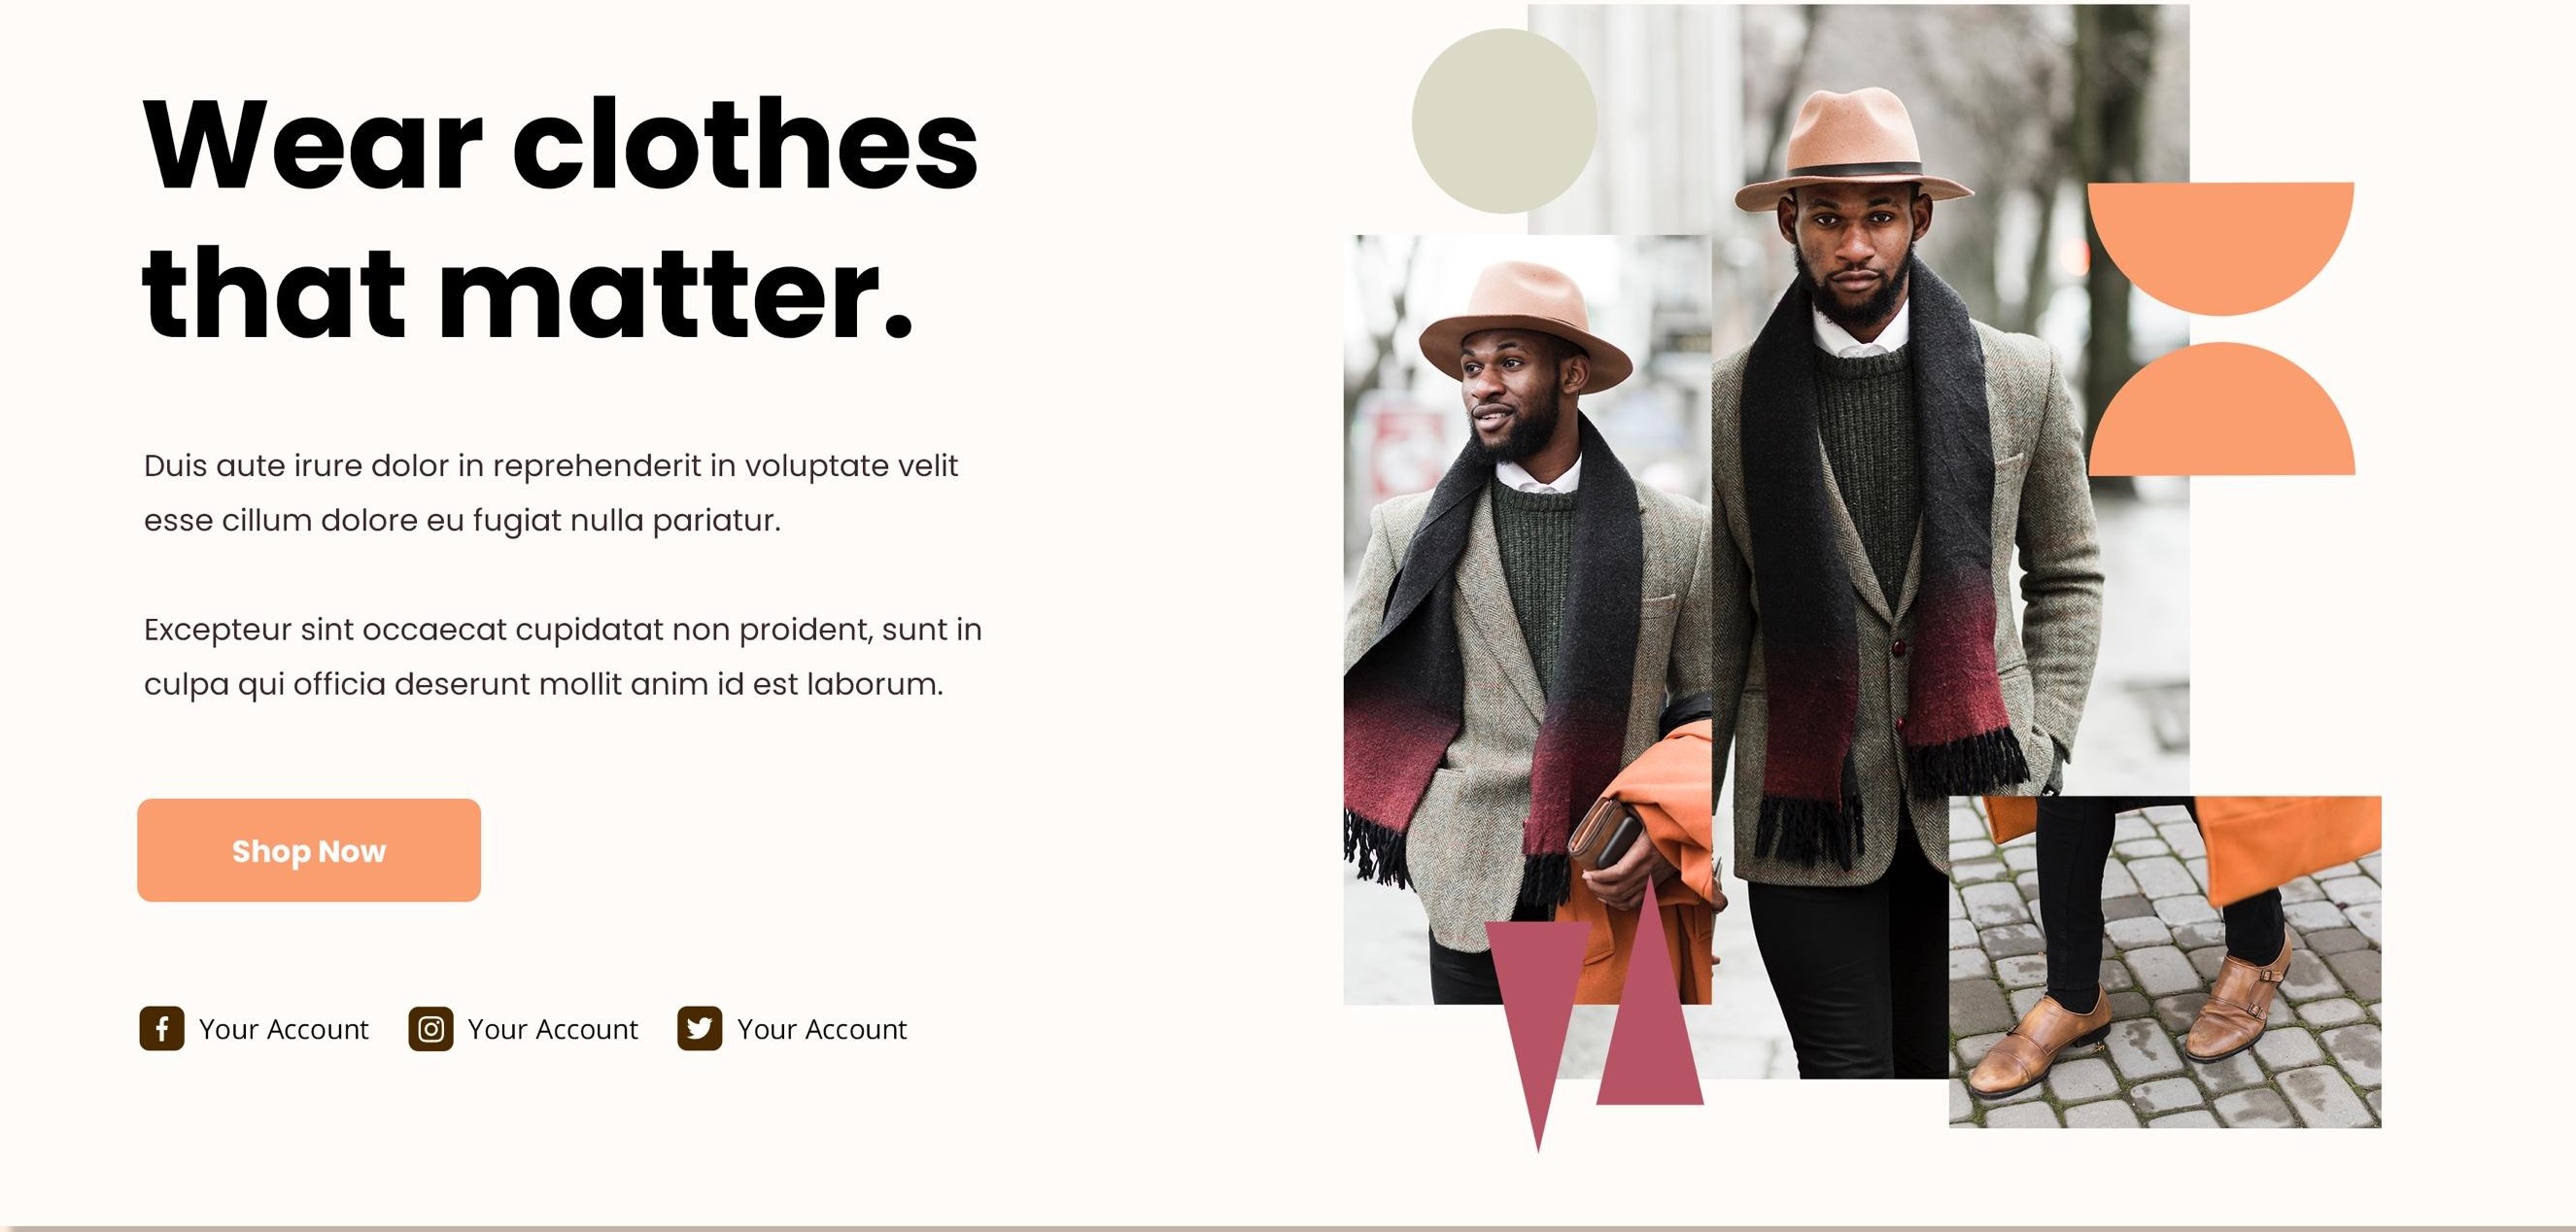 Wear clothes
that matter.
Duis aute irure dolor in reprehenderit in voluptate velit
esse cillum dolore eu fugiat nulla pariatur.
Excepteur sint occaecat cupidatat non proident, sunt in
culpa qui officia deserunt mollit anim id est laborum.
Shop Now
Your Account Your Account Your Account